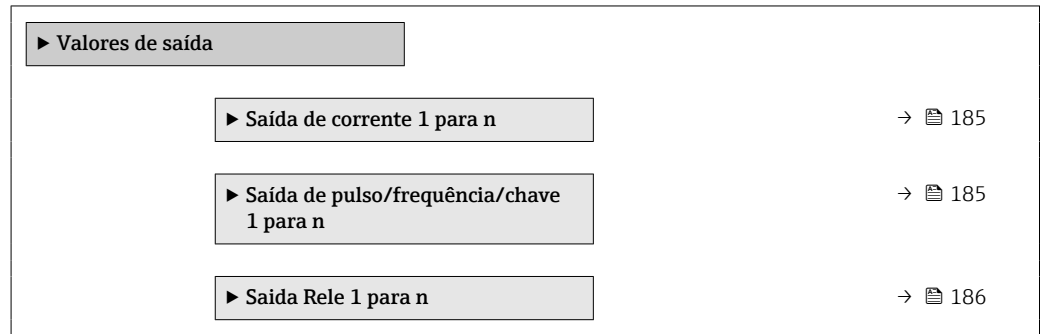 ▶ Valores de saída
▶ Saída de corrente 1 para n → 185
▶ Saída de pulso/frequência/chave → 185
1 para n
▶ Saida Rele 1 para n → 186